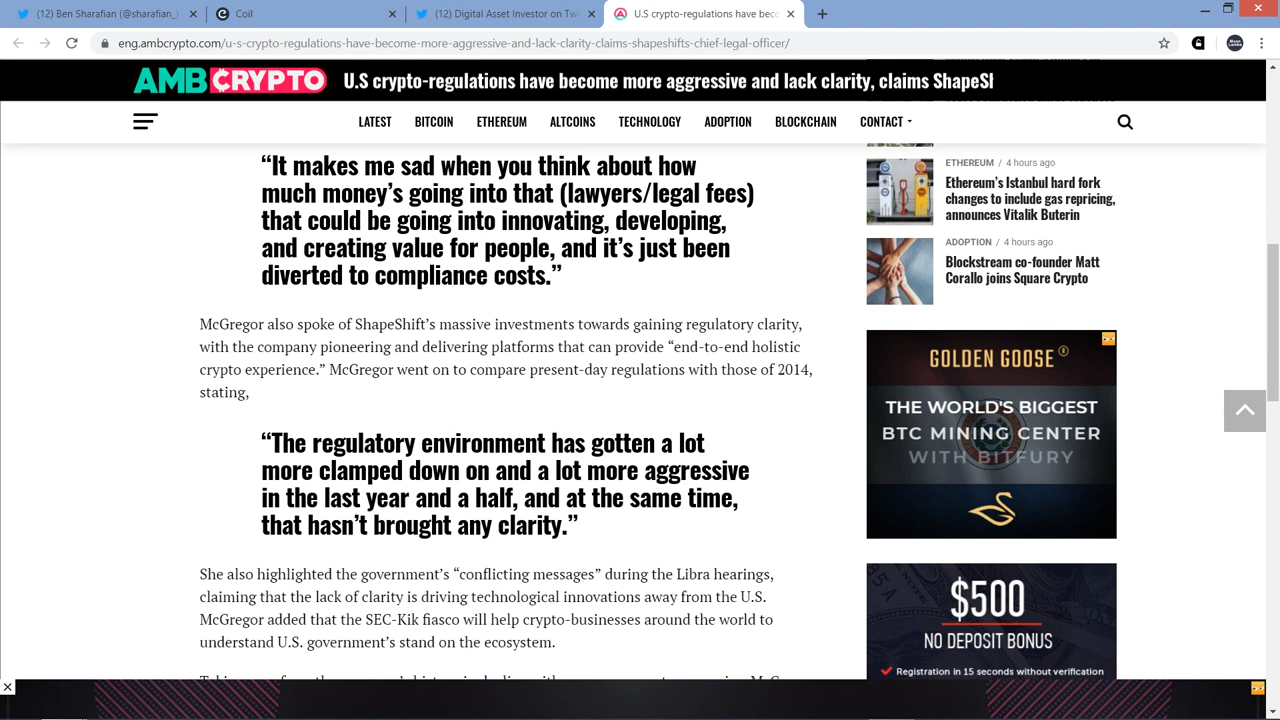 (12) Ben Sharafian (@sharafian_
Coil
(12) Digital Asset Investor on Tw
U.S crypto-regulations have beco
eng.ambcrypto.com/u-s-crypto-regulations-have-become-more-aggressive-and-lack-clarity-claims-shapeshifts-chief-legal-officer/
AMBCRYPTO
U.S crypto-regulations have become more aggressive and lack clarity, claims ShapeSl
LATEST
BITCOIN
ETHEREUM
ALTCOINS
TECHNOLOGY
ADOPTION
BLOCKCHAIN
CONTACT
“It makes me sad when you think about how
much money’s going into that (lawyers/legal fees)
that could be going into innovating, developing,
and creating value for people, and it’s just been
diverted to compliance costs.”
McGregor also spoke of ShapeShift’s massive investments towards gaining regulatory clarity,
with the company pioneering and delivering platforms that can provide “end-to-end holistic
crypto experience.” McGregor went on to compare present-day regulations with those of 2014,
stating,
“The regulatory environment has gotten a lot
more clamped down on and a lot more aggressive
in the last year and a half, and at the same time,
that hasn’t brought any clarity.”
She also highlighted the government’s “conflicting messages” during the Libra hearings,
claiming that the lack of clarity is driving technological innovations away from the U.S.
McGregor added that the SEC-Kik fiasco will help crypto-businesses around the world to
understand U.S. government’s stand on the ecosystem.
ETHEREUM / 4 hours ago
Ethereum’s Istanbul hard fork
changes to include gas repricing,
announces Vitalik Buterin
ADOPTION / 4 hours ago
Blockstream co-founder Matt
Corallo joins Square Crypto
GOLDEN GOOSE®
THE WORLD'S BIGGEST
BTC MINING CENTER
WITH BITFURY
$500
NO DEPOSIT BONUS
Registration in 15 seconds without verification